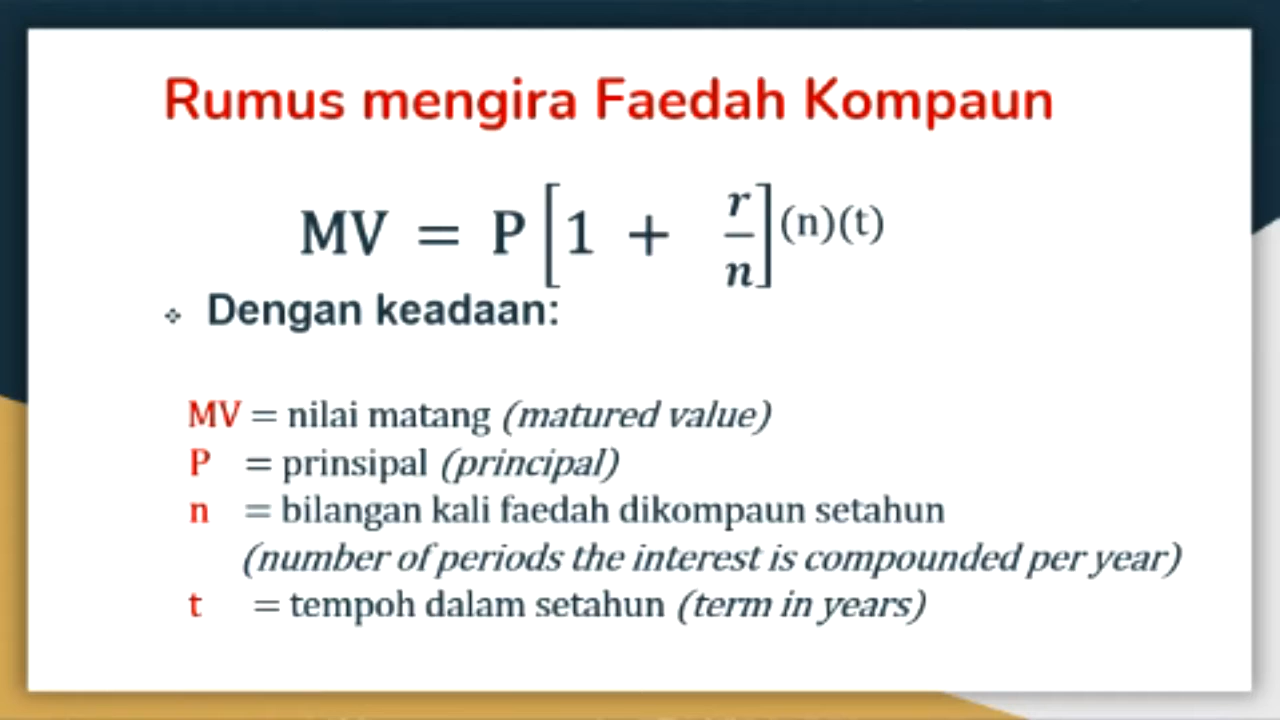 Rumus mengira Faedah Kompaun
MV = P[1 + r/n](n)(t)
❖ Dengan keadaan:
MV = nilai matang (matured value)
P = prinsipal (principal)
n = bilangan kali faedah dikompaun setahun
(number of periods the interest is compounded per year)
t = tempoh dalam setahun (term in years)